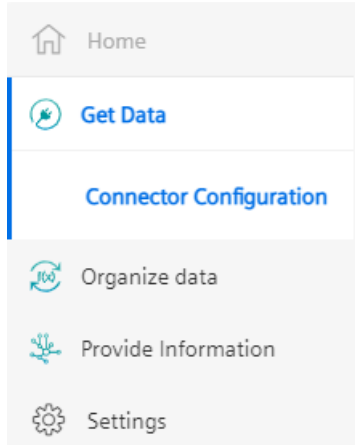 Home
Get Data
Connector Configuration
f(x)
Organize data
Provide Information
Settings